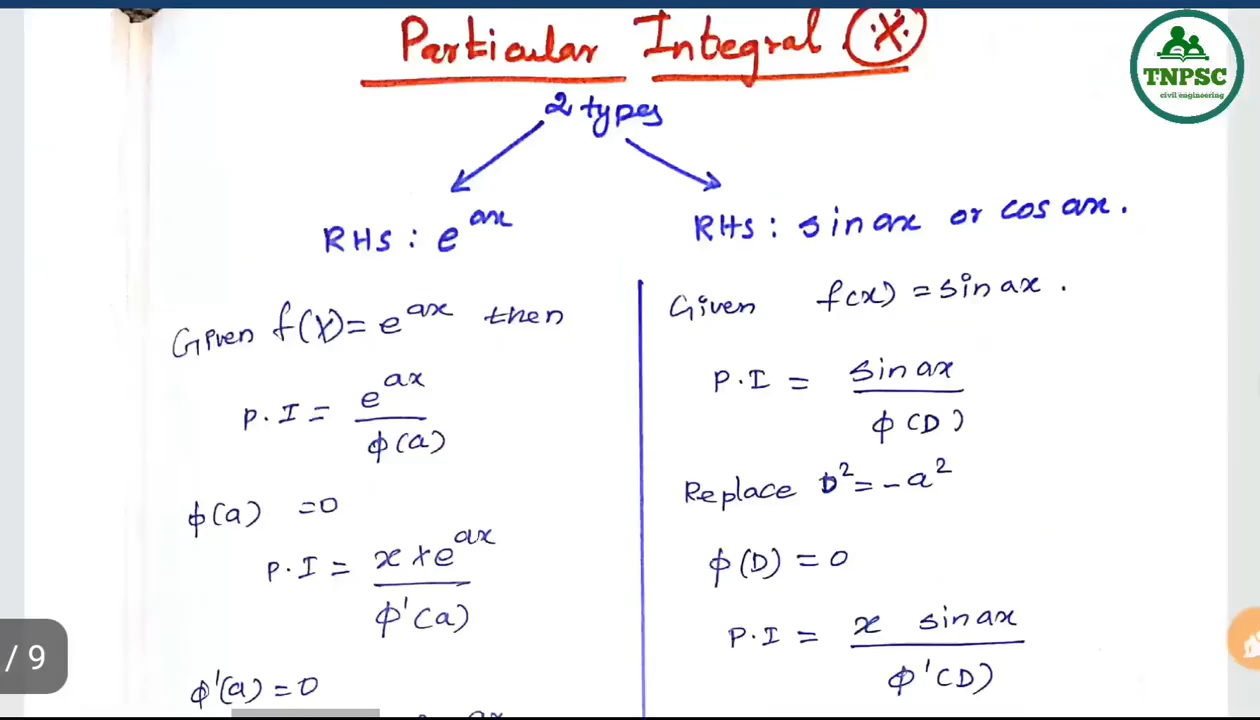 Particular Integral (X)
TNPSC
civil engineering
2 types
RHS : e^ax
RHS : sin ax or cos ax .
Given f(X) = e^ax then
P.I = e^ax / φ(a)
φ(a) = 0
P.I = x × e^ax / φ'(a)
φ'(a) = 0
Given f(x) = sin ax .
P.I = sin ax / φ(D)
Replace D² = -a²
φ(D) = 0
P.I = x sin ax / φ'(D)
/ 9